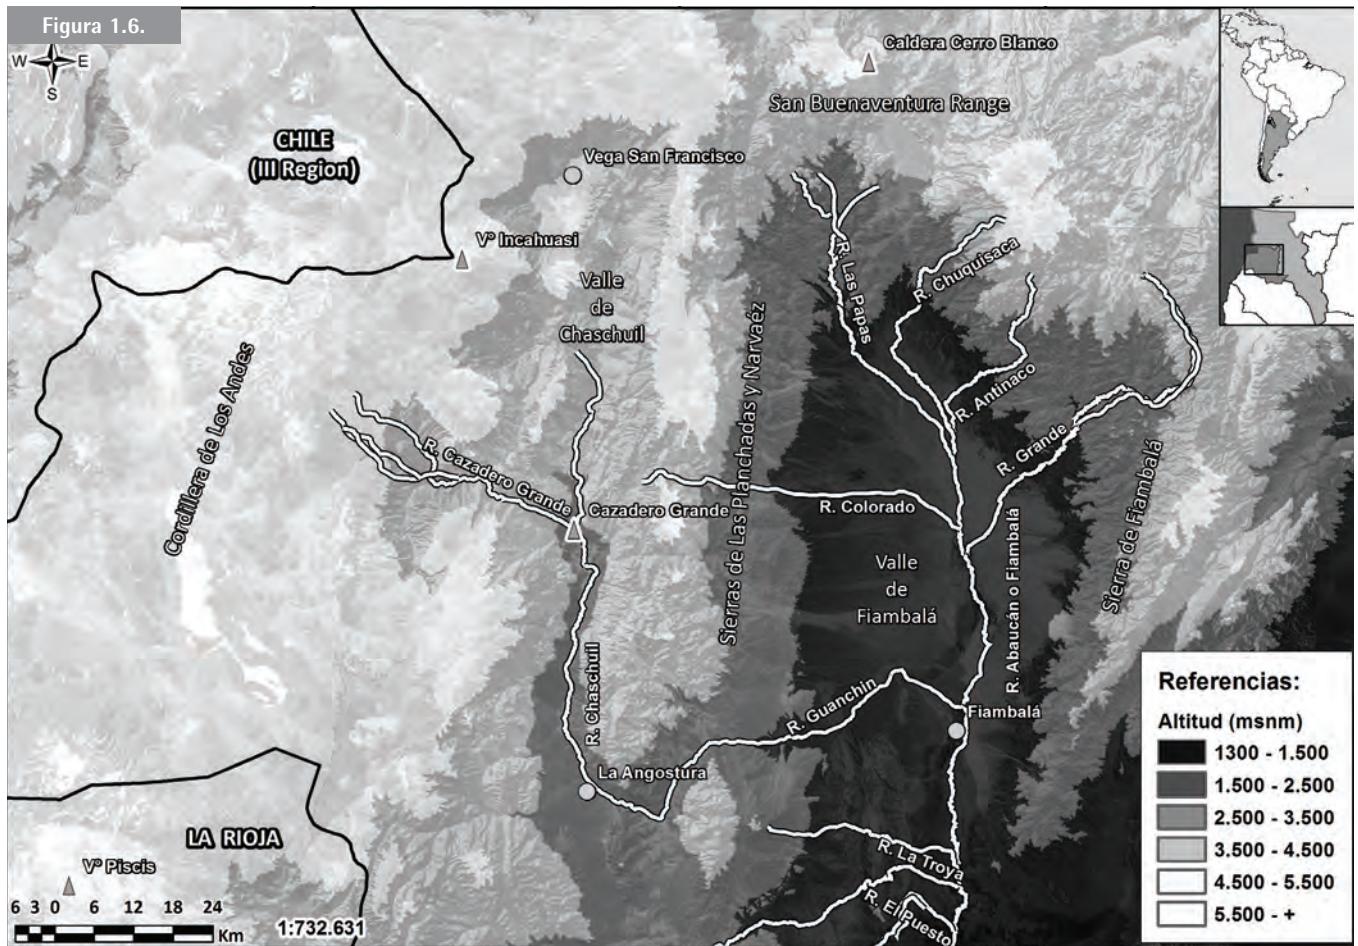 Figura 1.6.
W E
S
Caldera Cerro Blanco
San Buenaventura Range
CHILE
(III Region)
Vega San Francisco
Vº Incahuasi
Valle
de
Chaschuil
R. Las Papas
R. Chuquisaca
R. Antinaco
R. Grande
Cordillera de Los Andes
Sierras de Las Planchadas y Narvaéz
Sierra de Fiambalá
R. Cazadero Grande
Cazadero Grande
R. Colorado
Valle
de
Fiambalá
R. Abaucán o Fiambalá
R. Chaschuil
R. Guanchin
Fiambalá
La Angostura
LA RIOJA
Vº Piscis
R. La Troya
R. El Puesto
6 3 0 6 12 18 24
Km
1:732.631
Referencias:
Altitud (msnm)
1300 - 1.500
1.500 - 2.500
2.500 - 3.500
3.500 - 4.500
4.500 - 5.500
5.500 - +